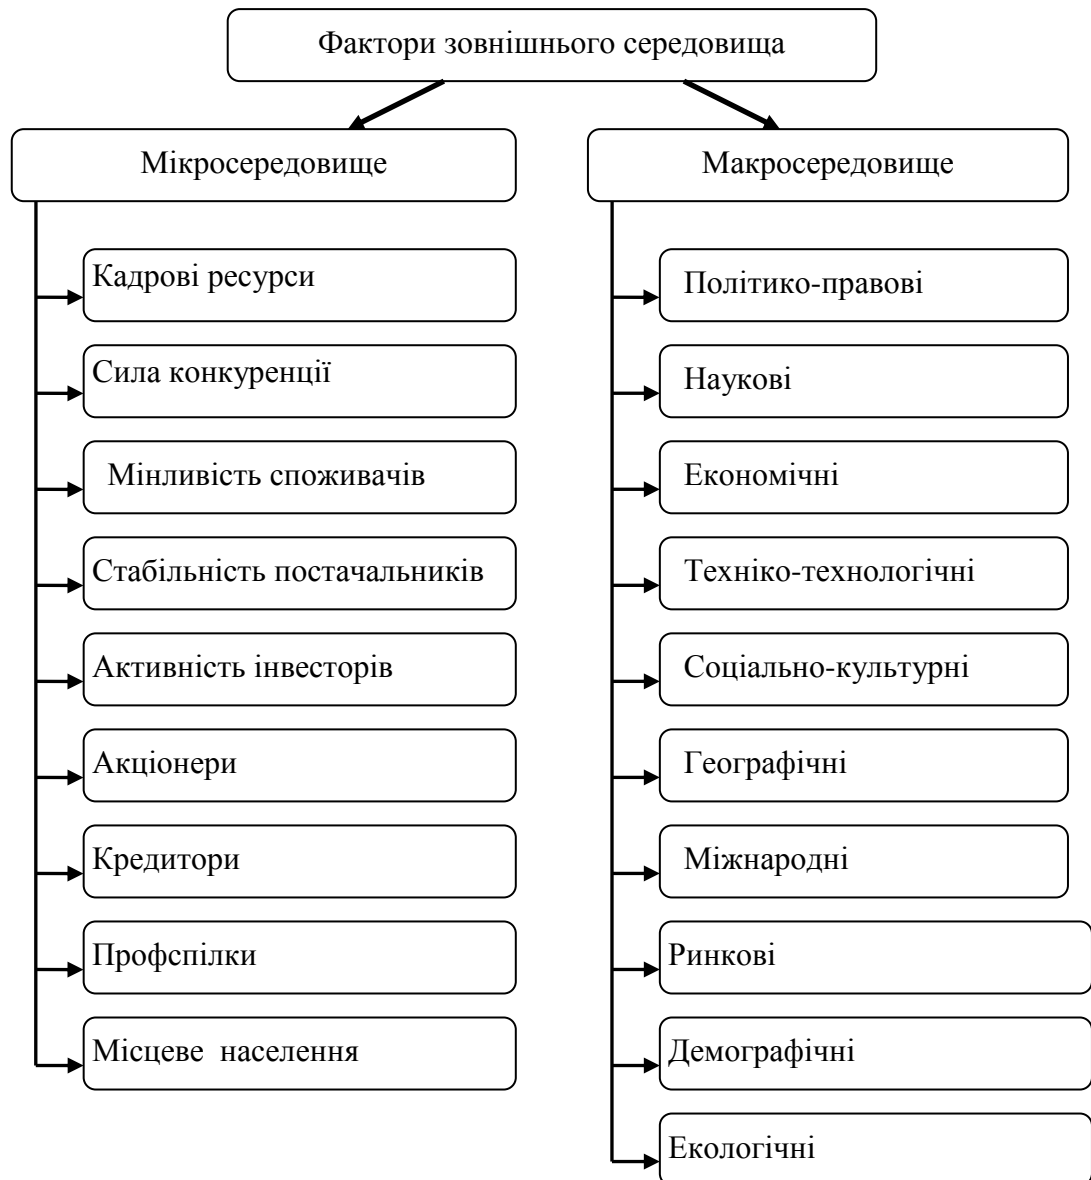 Фактори зовнішнього середовища
Мікросередовище
Кадрові ресурси
Сила конкуренції
Мінливість споживачів
Стабільність постачальників
Активність інвесторів
Акціонери
Кредитори
Профспілки
Місцеве населення
Макросередовище
Політико-правові
Наукові
Економічні
Техніко-технологічні
Соціально-культурні
Географічні
Міжнародні
Ринкові
Демографічні
Екологічні